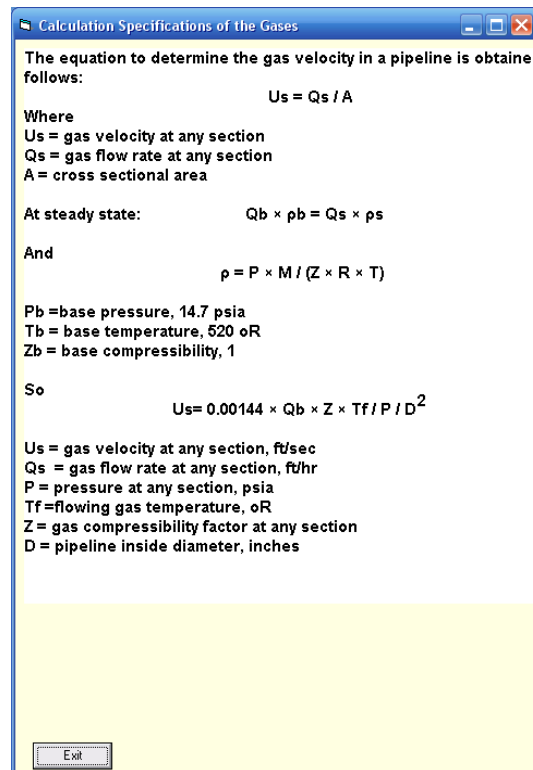 Calculation Specifications of the Gases
The equation to determine the gas velocity in a pipeline is obtaine
follows:
Us = Qs / A
Where
Us = gas velocity at any section
Qs = gas flow rate at any section
A = cross sectional area
At steady state: Qb × ρb = Qs × ρs
And
ρ = P × M / (Z × R × T)
Pb =base pressure, 14.7 psia
Tb = base temperature, 520 oR
Zb = base compressibility, 1
So
Us= 0.00144 × Qb × Z × Tf / P / D²
Us = gas velocity at any section, ft/sec
Qs = gas flow rate at any section, ft/hr
P = pressure at any section, psia
Tf =flowing gas temperature, oR
Z = gas compressibility factor at any section
D = pipeline inside diameter, inches
Exit